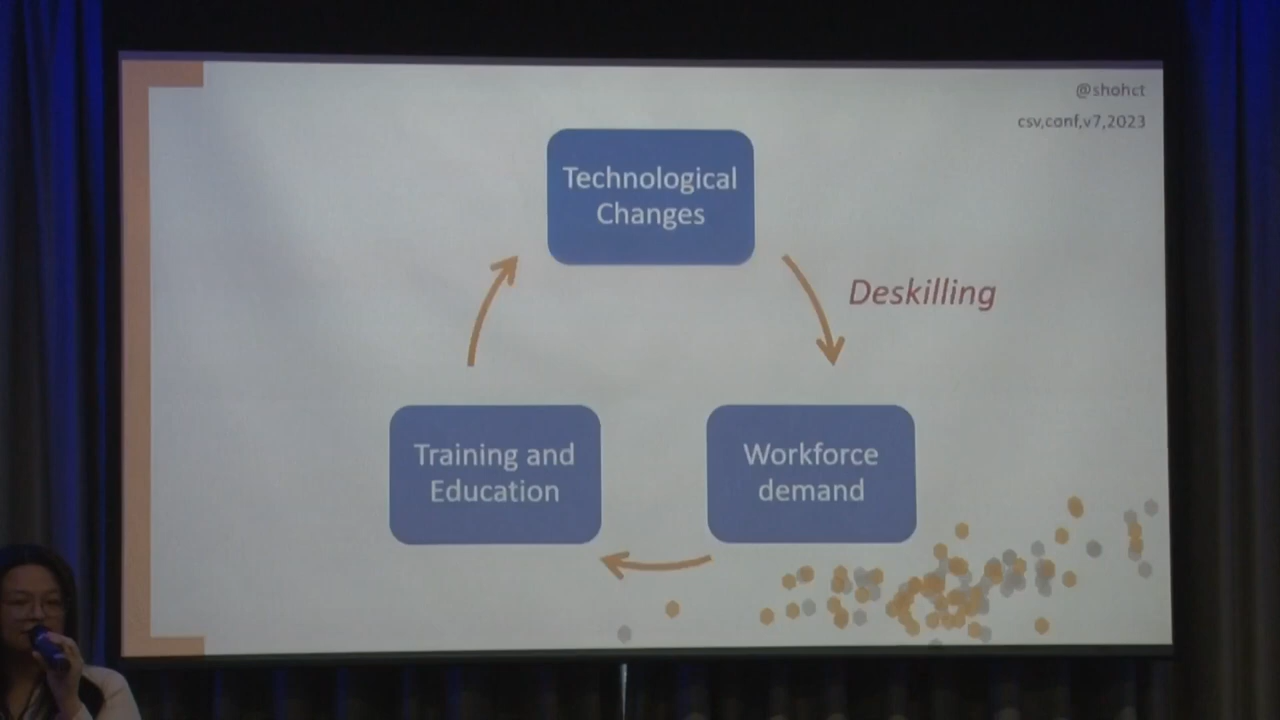 @shohct
csv,conf,v7,2023
Technological
Changes
Deskilling
Training and
Education
Workforce
demand